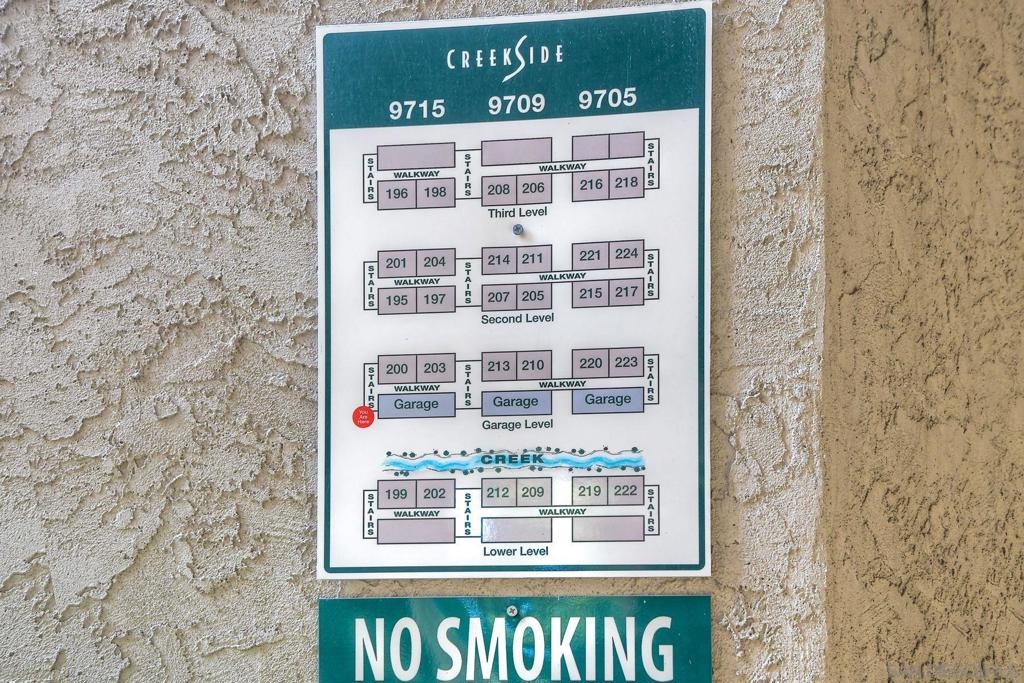 CREEKSIDE
9715 9709 9705
STAIRS STAIRS STAIRS
WALKWAY WALKWAY
196 198 208 206 216 218
Third Level
201 204 214 211 221 224
STAIRS WALKWAY STAIRS WALKWAY STAIRS
195 197 207 205 215 217
Second Level
200 203 213 210 220 223
STAIRS WALKWAY STAIRS WALKWAY STAIRS
Garage Garage Garage
You
Are
Here
Garage Level
CREEK
199 202 212 209 219 222
STAIRS WALKWAY STAIRS WALKWAY STAIRS
Lower Level
NO SMOKING